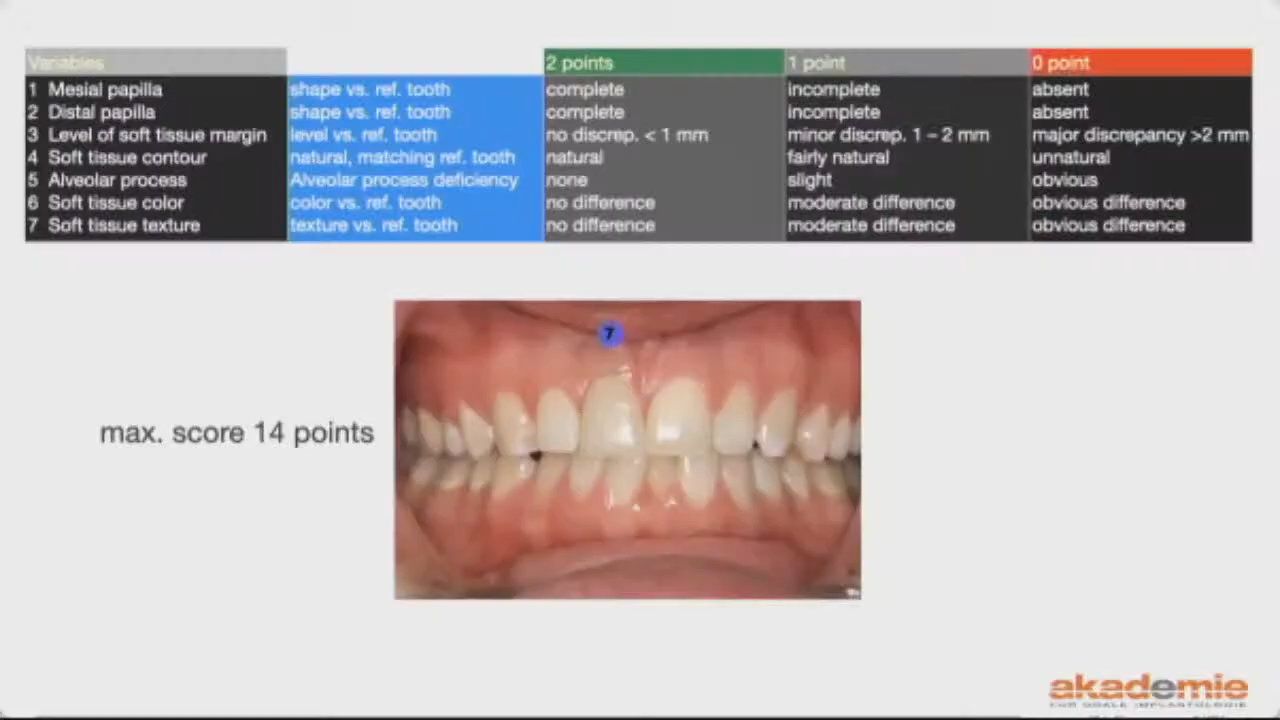 Variables 2 points 1 point 0 point
1 Mesial papilla shape vs. ref. tooth complete incomplete absent
2 Distal papilla shape vs. ref. tooth complete incomplete absent
3 Level of soft tissue margin level vs. ref. tooth no discrep. < 1 mm minor discrep. 1 – 2 mm major discrepancy >2 mm
4 Soft tissue contour natural, matching ref. tooth natural fairly natural unnatural
5 Alveolar process Alveolar process deficiency none slight obvious
6 Soft tissue color color vs. ref. tooth no difference moderate difference obvious difference
7 Soft tissue texture texture vs. ref. tooth no difference moderate difference obvious difference
7
max. score 14 points
akademie
FÜR ORALE IMPLANTOLOGIE